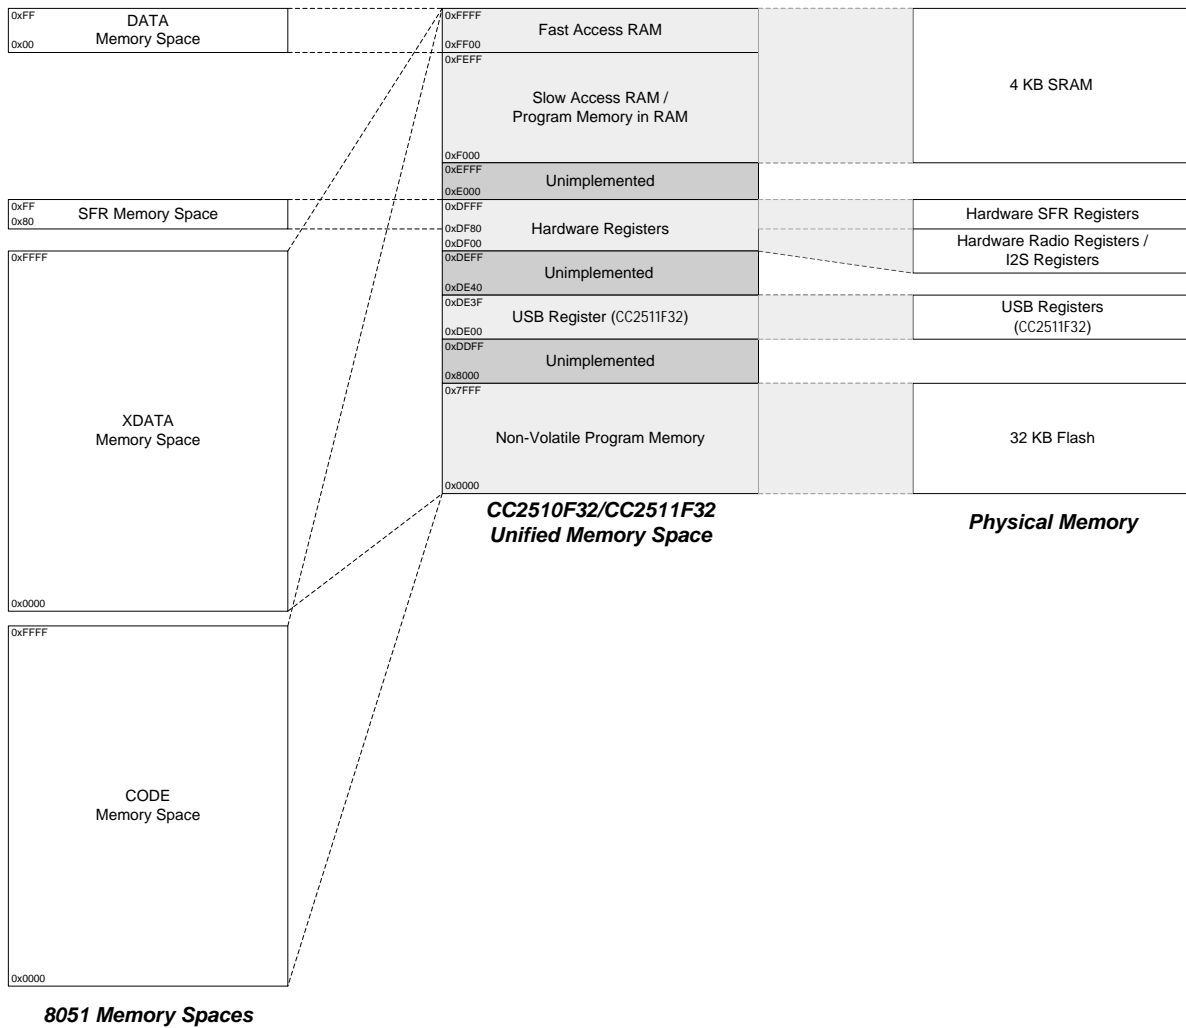 0xFF
DATA
Memory Space
0x00
0xFF
SFR Memory Space
0x80
0xFFFF
XDATA
Memory Space
0x0000
0xFFFF
CODE
Memory Space
0x0000
8051 Memory Spaces
0xFFFF
Fast Access RAM
0xFF00
0xFEFF
Slow Access RAM /
Program Memory in RAM
0xF000
0xEFFF
Unimplemented
0xE000
0xDFFF
Hardware Registers
0xDF80
0xDF00
0xDEFF
Unimplemented
0xDE40
0xDE3F
USB Register (CC2511F32)
0xDE00
0xDDFF
Unimplemented
0x8000
0x7FFF
Non-Volatile Program Memory
0x0000
CC2510F32/CC2511F32
Unified Memory Space
4 KB SRAM
Hardware SFR Registers
Hardware Radio Registers /
I2S Registers
USB Registers
(CC2511F32)
32 KB Flash
Physical Memory